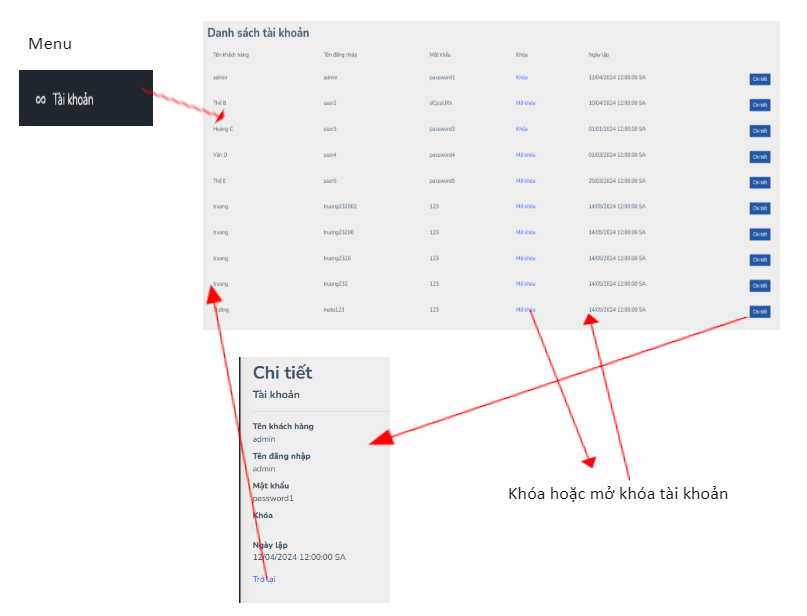 Menu
∞ Tài khoản
Danh sách tài khoản
Tên khách hàng Tên đăng nhập Mật khẩu Khóa Ngày lập
admin admin password1 Khóa 12/04/2024 12:00:00 SA Chi tiết
Thế B user2 Mở khóa 10/04/2024 12:00:00 SA Chi tiết
Hoàng C user3 password3 Khóa 01/01/2024 12:00:00 SA Chi tiết
Văn D user4 password4 Mở khóa 01/03/2024 12:00:00 SA Chi tiết
Thế E user5 password5 Mở khóa 25/03/2024 12:00:00 SA Chi tiết
truong truong232002 123 Mở khóa 14/05/2024 12:00:00 SA Chi tiết
truong truong23200 123 Mở khóa 14/05/2024 12:00:00 SA Chi tiết
truong truong2320 123 Mở khóa 14/05/2024 12:00:00 SA Chi tiết
truong truong232 123 Mở khóa 14/05/2024 12:00:00 SA Chi tiết
moto123 123 Mở khóa 14/05/2024 12:00:00 SA Chi tiết
Chi tiết
Tài khoản
Tên khách hàng
admin
Tên đăng nhập
admin
Mật khẩu
password1
Khóa
Ngày lập
12/04/2024 12:00:00 SA
Trở lại
Khóa hoặc mở khóa tài khoản